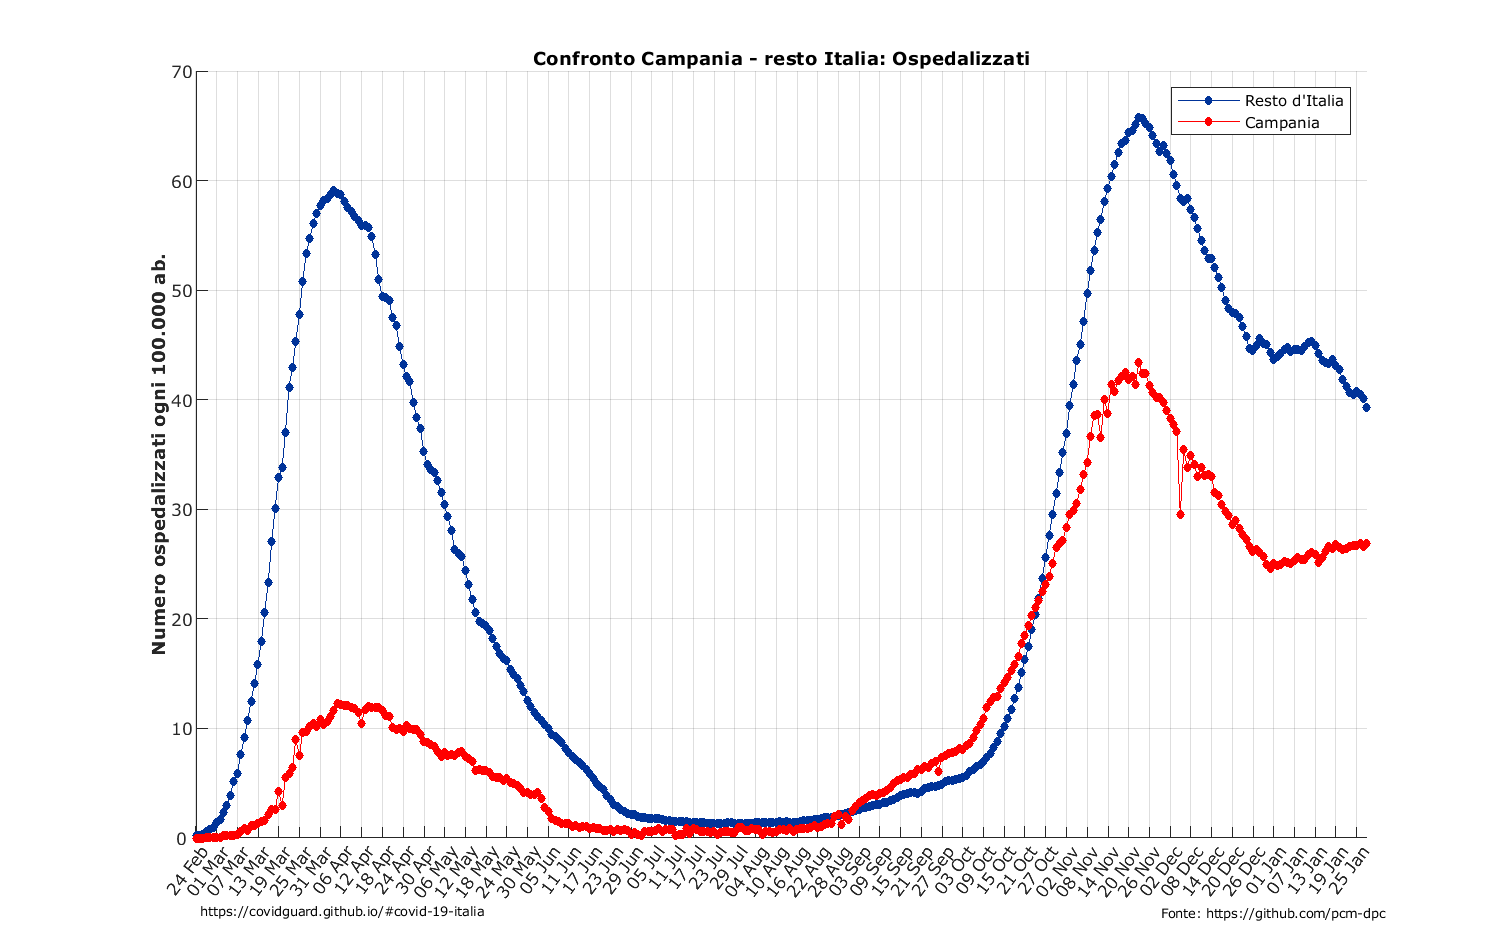 Confronto Campania - resto Italia: Ospedalizzati
Resto d'Italia
Campania
Numero ospedalizzati ogni 100.000 ab.
70
60
50
40
30
20
10
0
24 Feb
01 Mar
07 Mar
13 Mar
19 Mar
25 Mar
31 Mar
06 Apr
12 Apr
18 Apr
24 Apr
30 Apr
06 May
12 May
18 May
24 May
30 May
05 Jun
11 Jun
17 Jun
23 Jun
29 Jun
05 Jul
11 Jul
17 Jul
23 Jul
29 Jul
04 Aug
10 Aug
16 Aug
22 Aug
28 Aug
03 Sep
09 Sep
15 Sep
21 Sep
27 Sep
03 Oct
09 Oct
15 Oct
21 Oct
27 Oct
02 Nov
08 Nov
14 Nov
20 Nov
26 Nov
02 Dec
08 Dec
14 Dec
20 Dec
26 Dec
01 Jan
07 Jan
13 Jan
19 Jan
25 Jan
https://covidguard.github.io/#covid-19-italia
Fonte: https://github.com/pcm-dpc